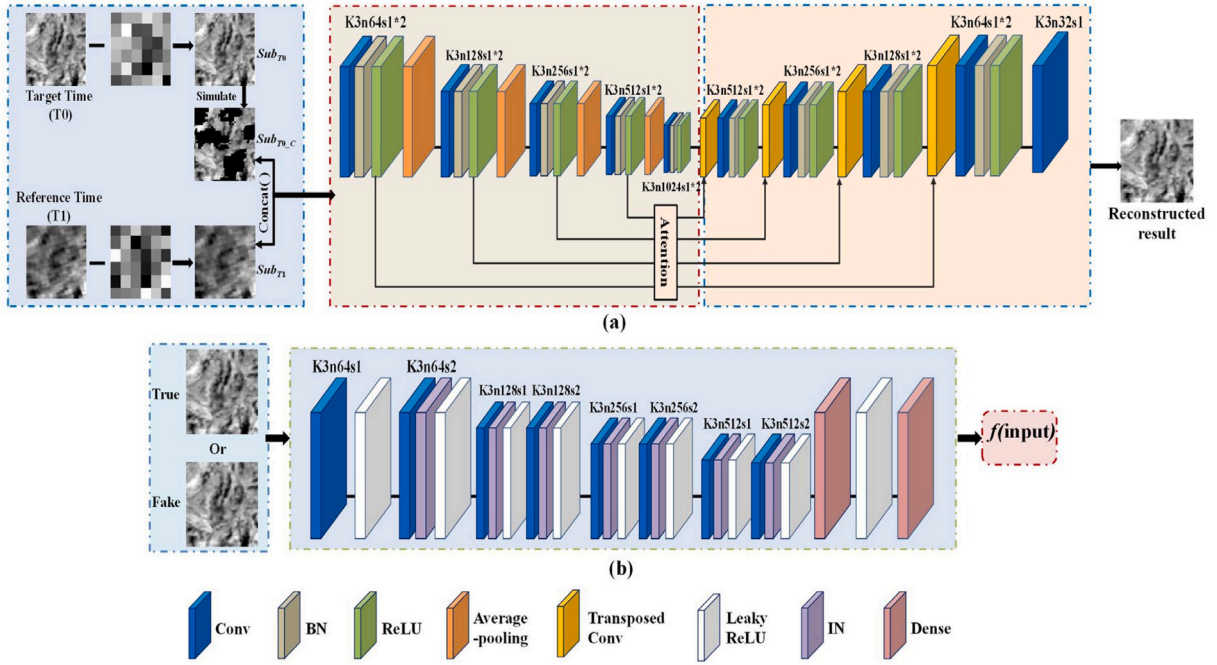 Target Time
(T0)
Sub_T0
Simulate
Sub_T0_C
Reference Time
(T1)
Concat( )
Sub_T1
K3n64s1*2
K3n128s1*2
K3n256s1*2
K3n512s1*2
K3n1024s1*2
Attention
K3n512s1*2
K3n256s1*2
K3n128s1*2
K3n64s1*2
K3n32s1
Reconstructed
result
(a)
True
Or
Fake
K3n64s1
K3n64s2
K3n128s1
K3n128s2
K3n256s1
K3n256s2
K3n512s1
K3n512s2
f(input)
(b)
Conv
BN
ReLU
Average
-pooling
Transposed
Conv
Leaky
ReLU
IN
Dense